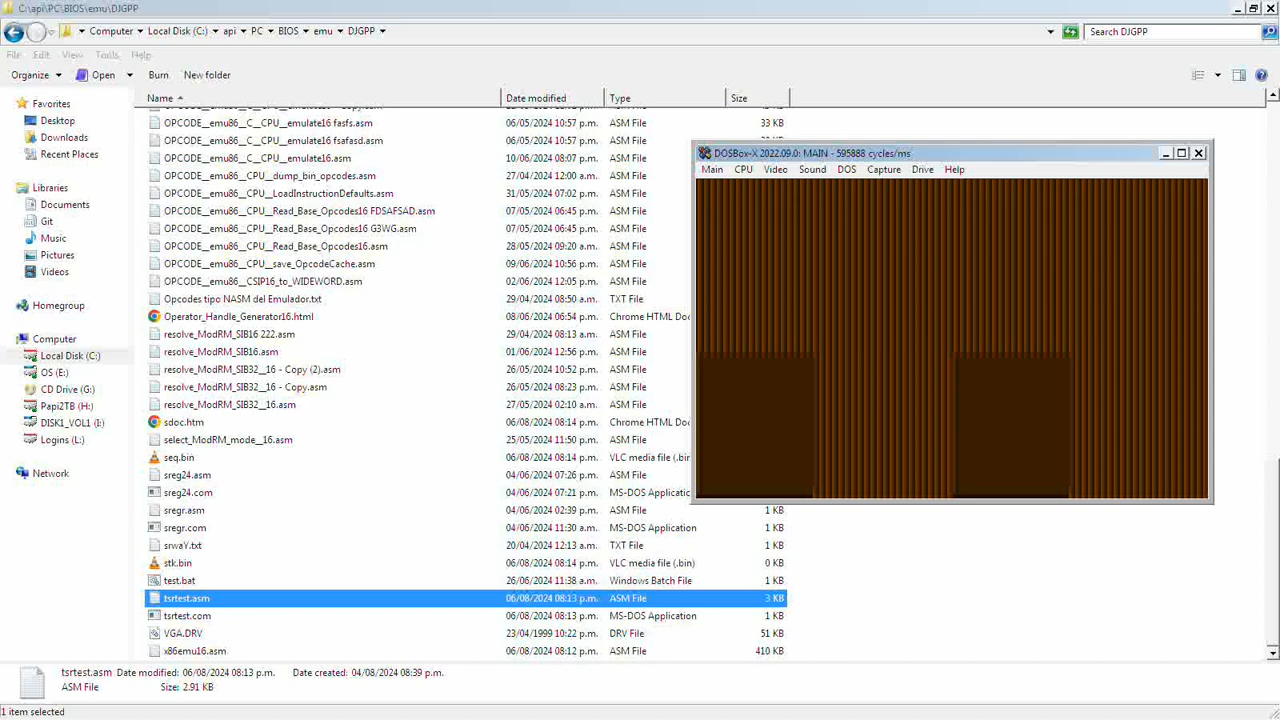 C:\api\PC\BIOS\emu\DJGPP
Computer Local Disk (C:) api PC BIOS emu DJGPP Search DJGPP
File Edit View Tools Help
Organize Open Burn New folder
Name Date modified Type Size
Favorites
Desktop
Downloads
Recent Places
Libraries
Documents
Git
Music
Pictures
Videos
Homegroup
Computer
Local Disk (C:)
OS (E:)
CD Drive (G:)
Papi2TB (H:)
DISK1_VOL1 (I:)
Logins (L:)
Network
OPCODE__emu86__C__CPU__emulate16 fasfs.asm 06/05/2024 10:57 p.m. ASM File 33 KB
OPCODE__emu86__C__CPU__emulate16 fsafasd.asm 06/05/2024 10:57 p.m. ASM File
OPCODE__emu86__C__CPU__emulate16.asm 10/06/2024 08:07 p.m. ASM File
OPCODE__emu86__CPU__dump_bin_opcodes.asm 27/04/2024 12:00 a.m. ASM File
OPCODE__emu86__CPU__LoadInstructionDefaults.asm 31/05/2024 07:02 p.m. ASM File
OPCODE__emu86__CPU__Read_Base_Opcodes16 FDSAFSAD.asm 07/05/2024 06:45 p.m. ASM File
OPCODE__emu86__CPU__Read_Base_Opcodes16 G3WG.asm 07/05/2024 06:45 p.m. ASM File
OPCODE__emu86__CPU__Read_Base_Opcodes16.asm 28/05/2024 09:20 a.m. ASM File
OPCODE__emu86__CPU__save_OpcodeCache.asm 09/06/2024 10:56 p.m. ASM File
OPCODE__emu86__CSIP16_to_WIDEWORD.asm 02/06/2024 12:05 p.m. ASM File
Opcodes tipo NASM del Emulador.txt 29/04/2024 08:50 a.m. TXT File
Operator_Handle_Generator16.html 01/06/2024 06:54 p.m. Chrome HTML Doc
resolve_ModRM_SIB16 222.asm 29/04/2024 08:13 a.m. ASM File
resolve_ModRM_SIB16.asm 01/06/2024 12:56 p.m. ASM File
resolve_ModRM_SIB32__16 - Copy (2).asm 26/05/2024 10:52 p.m. ASM File
resolve_ModRM_SIB32__16 - Copy.asm 26/05/2024 08:23 p.m. ASM File
resolve_ModRM_SIB32__16.asm 27/05/2024 02:10 a.m. ASM File
sdoc.htm 06/08/2024 08:14 p.m. Chrome HTML Doc
select_ModRM_mode__16.asm 25/05/2024 11:50 p.m. ASM File
seq.bin 06/08/2024 08:14 p.m. VLC media file (.bin
sreg24.asm 04/06/2024 07:26 p.m. ASM File
sreg24.com 04/06/2024 07:21 p.m. MS-DOS Applicatio
sregr.asm 04/06/2024 02:39 p.m. ASM File 1 KB
sregr.com 04/06/2024 11:30 a.m. MS-DOS Application 1 KB
srwaY.txt 20/04/2024 12:13 a.m. TXT File 1 KB
stk.bin 06/08/2024 08:14 p.m. VLC media file (.bin) 0 KB
test.bat 26/06/2024 11:38 a.m. Windows Batch File 1 KB
tsrtest.asm 06/08/2024 08:13 p.m. ASM File 3 KB
tsrtest.com 06/08/2024 08:13 p.m. MS-DOS Application 1 KB
VGA.DRV 23/04/1999 10:22 p.m. DRV File 51 KB
x86emu16.asm 06/08/2024 08:12 p.m. ASM File 410 KB
DOSBox-X 2022.09.0: MAIN - 595888 cycles/ms
Main CPU Video Sound DOS Capture Drive Help
tsrtest.asm Date modified: 06/08/2024 08:13 p.m. Date created: 04/08/2024 08:39 p.m.
ASM File Size: 2.91 KB
1 item selected